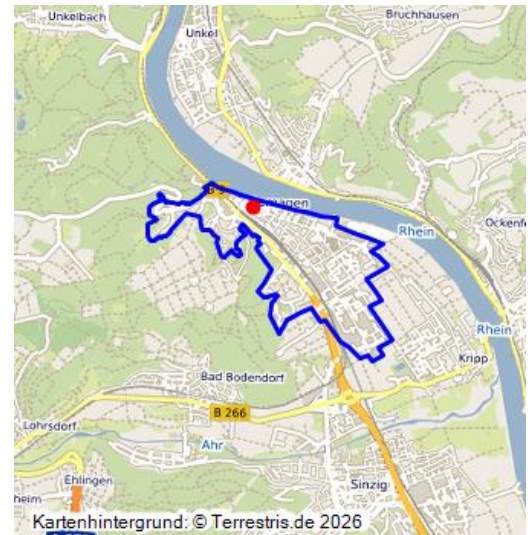 Unkelbach
Bruchhausen
Unkel
B
magen
Rhein
Ockenfe
Rhein
Kripp
Bad Bodendorf
B 266
Lohrsdorf
Ahr
Ehlingen
heim
Sinzig
Kartenhintergrund: © Terrestris.de 2026